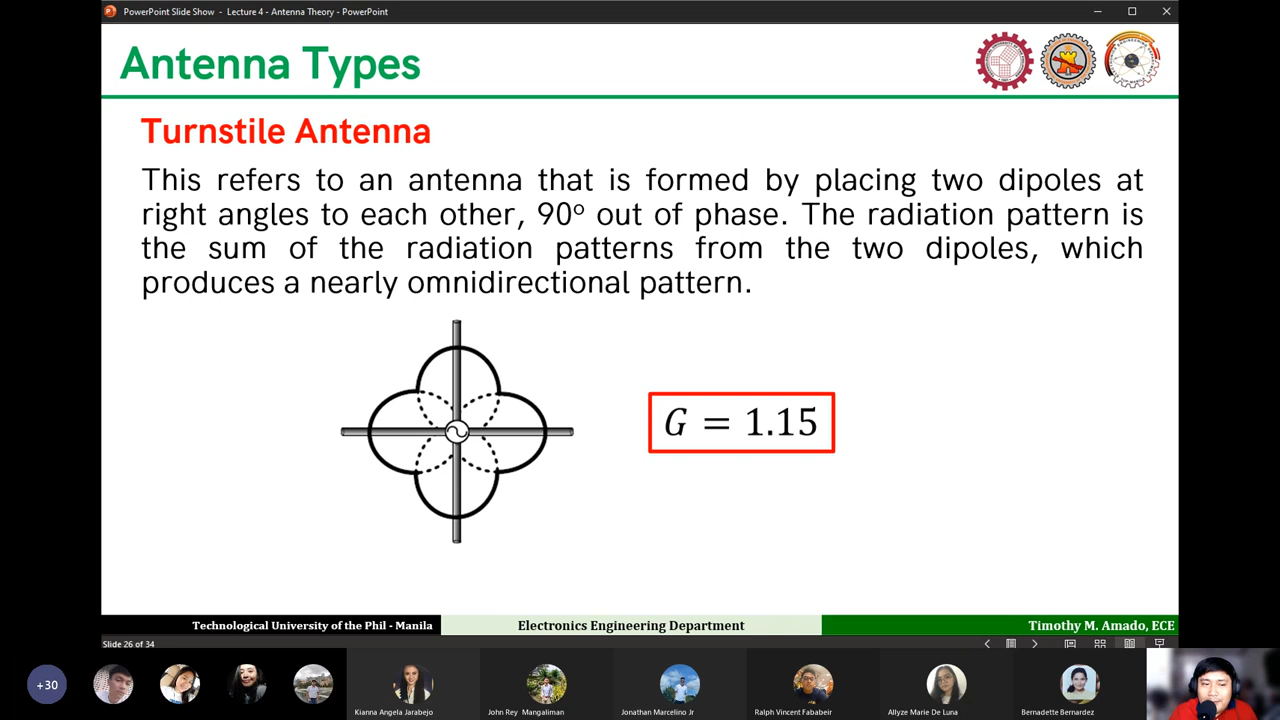 PowerPoint Slide Show - Lecture 4 - Antenna Theory - PowerPoint
Antenna Types
Turnstile Antenna
This refers to an antenna that is formed by placing two dipoles at
right angles to each other, 90° out of phase. The radiation pattern is
the sum of the radiation patterns from the two dipoles, which
produces a nearly omnidirectional pattern.
G = 1.15
Technological University of the Phil - Manila
Electronics Engineering Department
Timothy M. Amado, ECE
Slide 26 of 34
+30
Kianna Angela Jarabejo
John Rey Mangaliman
Jonathan Marcelino Jr
Ralph Vincent Fababeir
Allyze Marie De Luna
Bernadette Bernardez